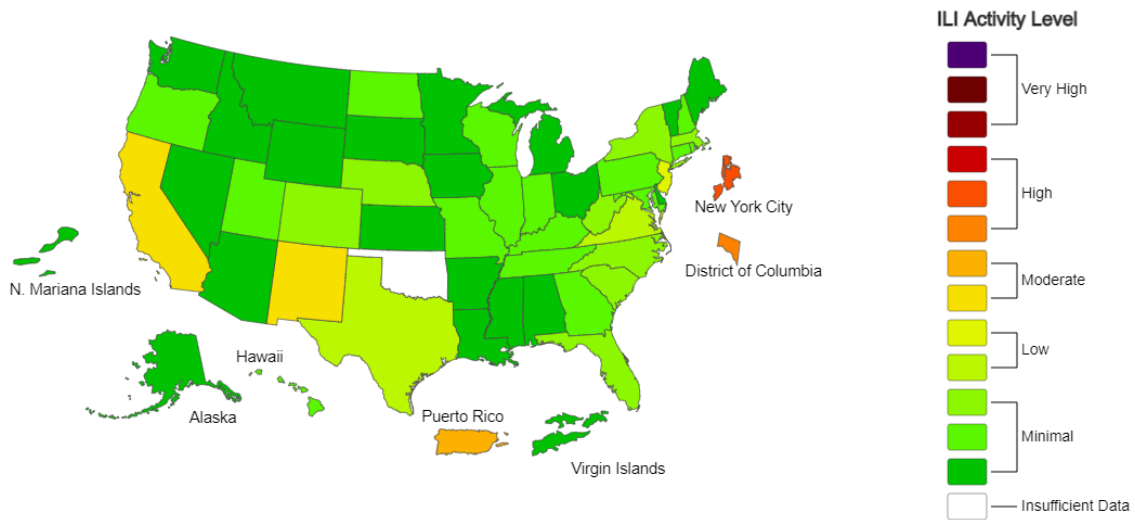 ILI Activity Level
Very High
High
New York City
Moderate
District of Columbia
N. Mariana Islands
Low
Hawaii
Alaska
Puerto Rico
Minimal
Virgin Islands
Insufficient Data